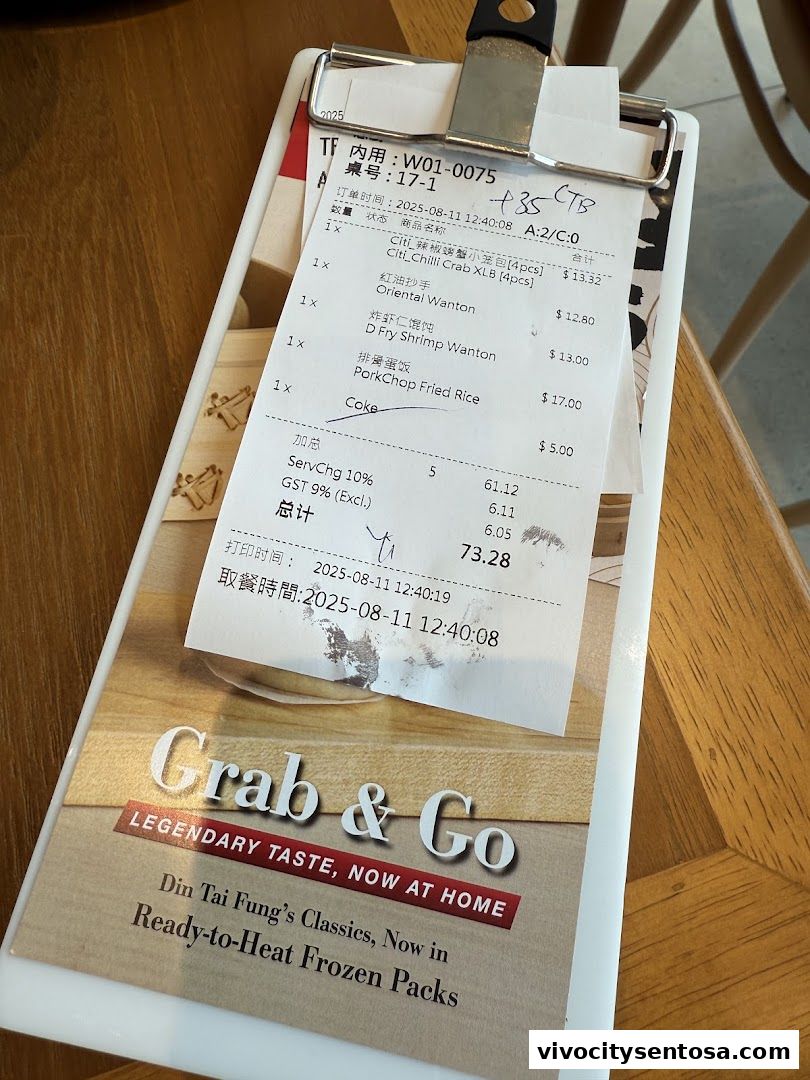 2025
内用：W01-0075
桌号：17-1
+35 CTB
订单时间：2025-08-11 12:40:08 A:2/C:0
数量 状态 商品名称 合计
1x Citi_辣椒螃蟹小笼包[4pcs] $ 13.32
Citi_Chilli Crab XLB [4pcs]
1x 红油抄手 $ 12.80
Oriental Wanton
1x 炸虾仁馄饨 $ 13.00
D Fry Shrimp Wanton
1x 排骨蛋饭 $ 17.00
PorkChop Fried Rice
1x Coke $ 5.00
加总 5 61.12
ServChg 10% 6.11
GST 9% (Excl.) 6.05
总计 73.28
打印时间： 2025-08-11 12:40:19
取餐時間:2025-08-11 12:40:08
Grab & Go
LEGENDARY TASTE, NOW AT HOME
Din Tai Fung's Classics, Now in
Ready-to-Heat Frozen Packs
vivocitysentosa.com